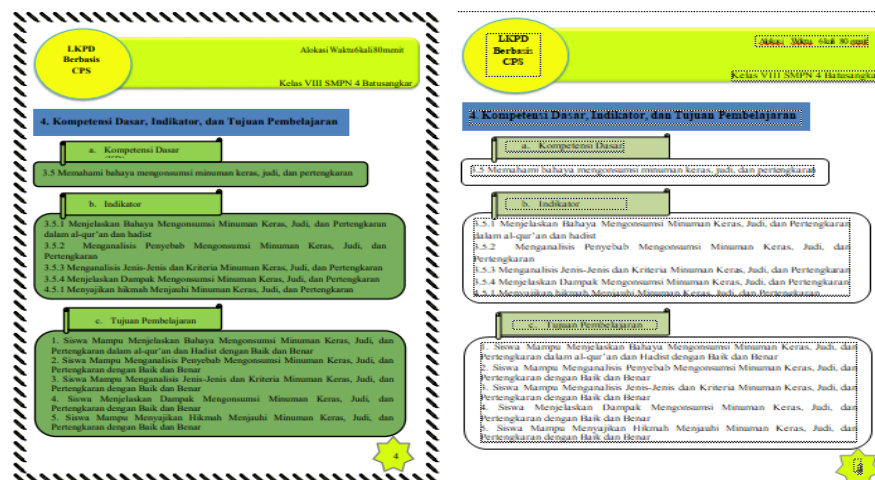 LKPD
Berbasis
CPS
Alokasi Waktu6kali80menit
Kelas VIII SMPN 4 Batusangkar
4. Kompetensi Dasar, Indikator, dan Tujuan Pembelajaran
a. Kompetensi Dasar
3.5 Memahami bahaya mengonsumsi minuman keras, judi, dan pertengkaran
b. Indikator
3.5.1 Menjelaskan Bahaya Mengonsumsi Minuman Keras, Judi, dan Pertengkaran
dalam al-qur'an dan hadist
3.5.2 Menganalisis Penyebab Mengonsumsi Minuman Keras, Judi, dan
Pertengkaran
3.5.3 Menganalisis Jenis-Jenis dan Kriteria Minuman Keras, Judi, dan Pertengkaran
3.5.4 Menjelaskan Dampak Mengonsumsi Minuman Keras, Judi, dan Pertengkaran
4.5.1 Menyajikan hikmah Menjauhi Minuman Keras, Judi, dan Pertengkaran
c. Tujuan Pembelajaran
1. Siswa Mampu Menjelaskan Bahaya Mengonsumsi Minuman Keras, Judi, dan
Pertengkaran dalam al-qur'an dan Hadist dengan Baik dan Benar
2. Siswa Mampu Menganalisis Penyebab Mengonsumsi Minuman Keras, Judi, dan
Pertengkaran dengan Baik dan Benar
3. Siswa Mampu Menganalisis Jenis-Jenis dan Kriteria Minuman Keras, Judi, dan
Pertengkaran dengan Baik dan Benar
4. Siswa Menjelaskan Dampak Mengonsumsi Minuman Keras, Judi, dan
Pertengkaran dengan Baik dan Benar
5. Siswa Mampu Menyajikan Hikmah Menjauhi Minuman Keras, Judi, dan
Pertengkaran dengan Baik dan Benar
4
LKPD
Berbasis
CPS
Alokasi Waktu 6kali 80 menit
Kelas VIII SMPN 4 Batusangka
4. Kompetensi Dasar, Indikator, dan Tujuan Pembelajaran
a. Kompetensi Dasar
3.5 Memahami bahaya mengonsumsi minuman keras, judi, dan pertengkaran
b. Indikator
3.5.1 Menjelaskan Bahaya Mengonsumsi Minuman Keras, Judi, dan Pertengkaran
dalam al-qur'an dan hadist
3.5.2 Menganalisis Penyebab Mengonsumsi Minuman Keras, Judi, dan
Pertengkaran
3.5.3 Menganalisis Jenis-Jenis dan Kriteria Minuman Keras, Judi, dan Pertengkaran
3.5.4 Menjelaskan Dampak Mengonsumsi Minuman Keras, Judi, dan Pertengkaran
4.5.1 Menyajikan hikmah Menjauhi Minuman Keras, Judi, dan Pertengkaran
c. Tujuan Pembelajaran
1. Siswa Mampu Menjelaskan Bahaya Mengonsumsi Minuman Keras, Judi, dan
Pertengkaran dalam al-qur'an dan Hadist dengan Baik dan Benar
2. Siswa Mampu Menganalisis Penyebab Mengonsumsi Minuman Keras, Judi, dan
Pertengkaran dengan Baik dan Benar
3. Siswa Mampu Menganalisis Jenis-Jenis dan Kriteria Minuman Keras, Judi, dan
Pertengkaran dengan Baik dan Benar
4. Siswa Menjelaskan Dampak Mengonsumsi Minuman Keras, Judi, dan
Pertengkaran dengan Baik dan Benar
5. Siswa Mampu Menyajikan Hikmah Menjauhi Minuman Keras, Judi, dan
Pertengkaran dengan Baik dan Benar